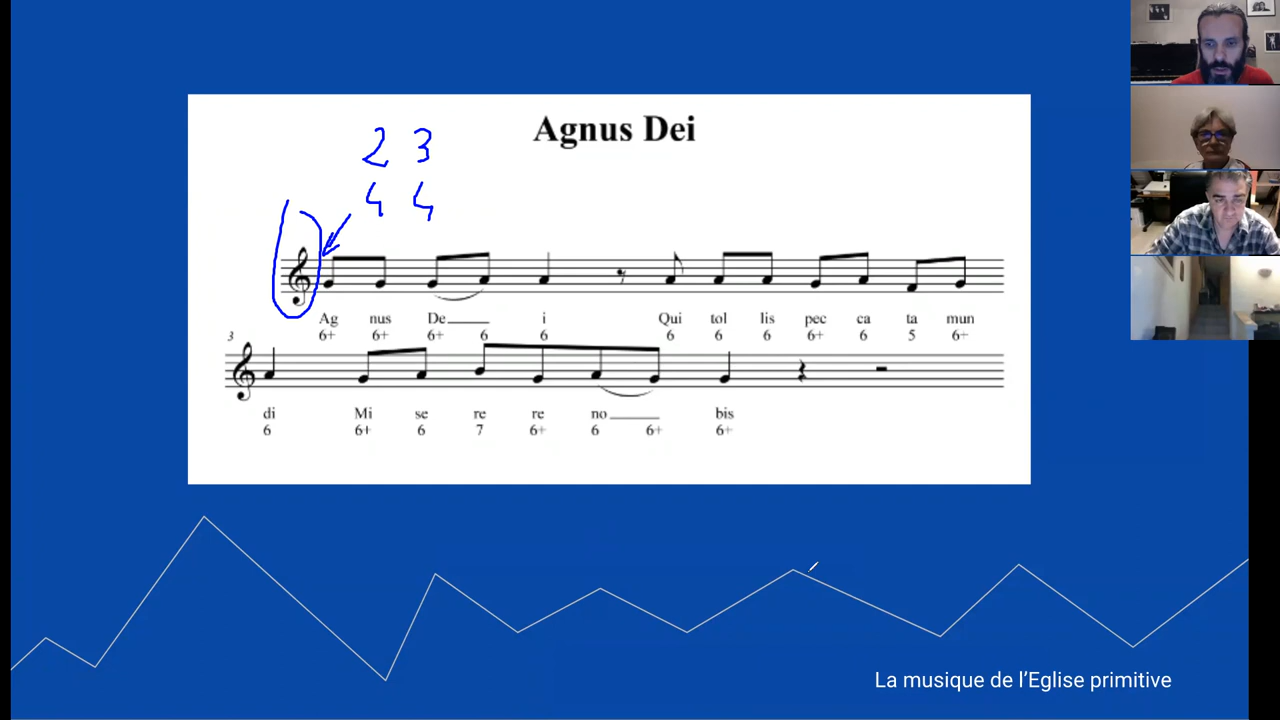 Agnus Dei
2 3
4 4
Ag nus De____ i Qui tol lis pec ca ta mun
6+ 6+ 6+ 6 6 6 6 6 6+ 6 5 6+
3
di Mi se re re no____ bis
6 6+ 6 7 6+ 6 6+ 6+
La musique de l'Eglise primitive